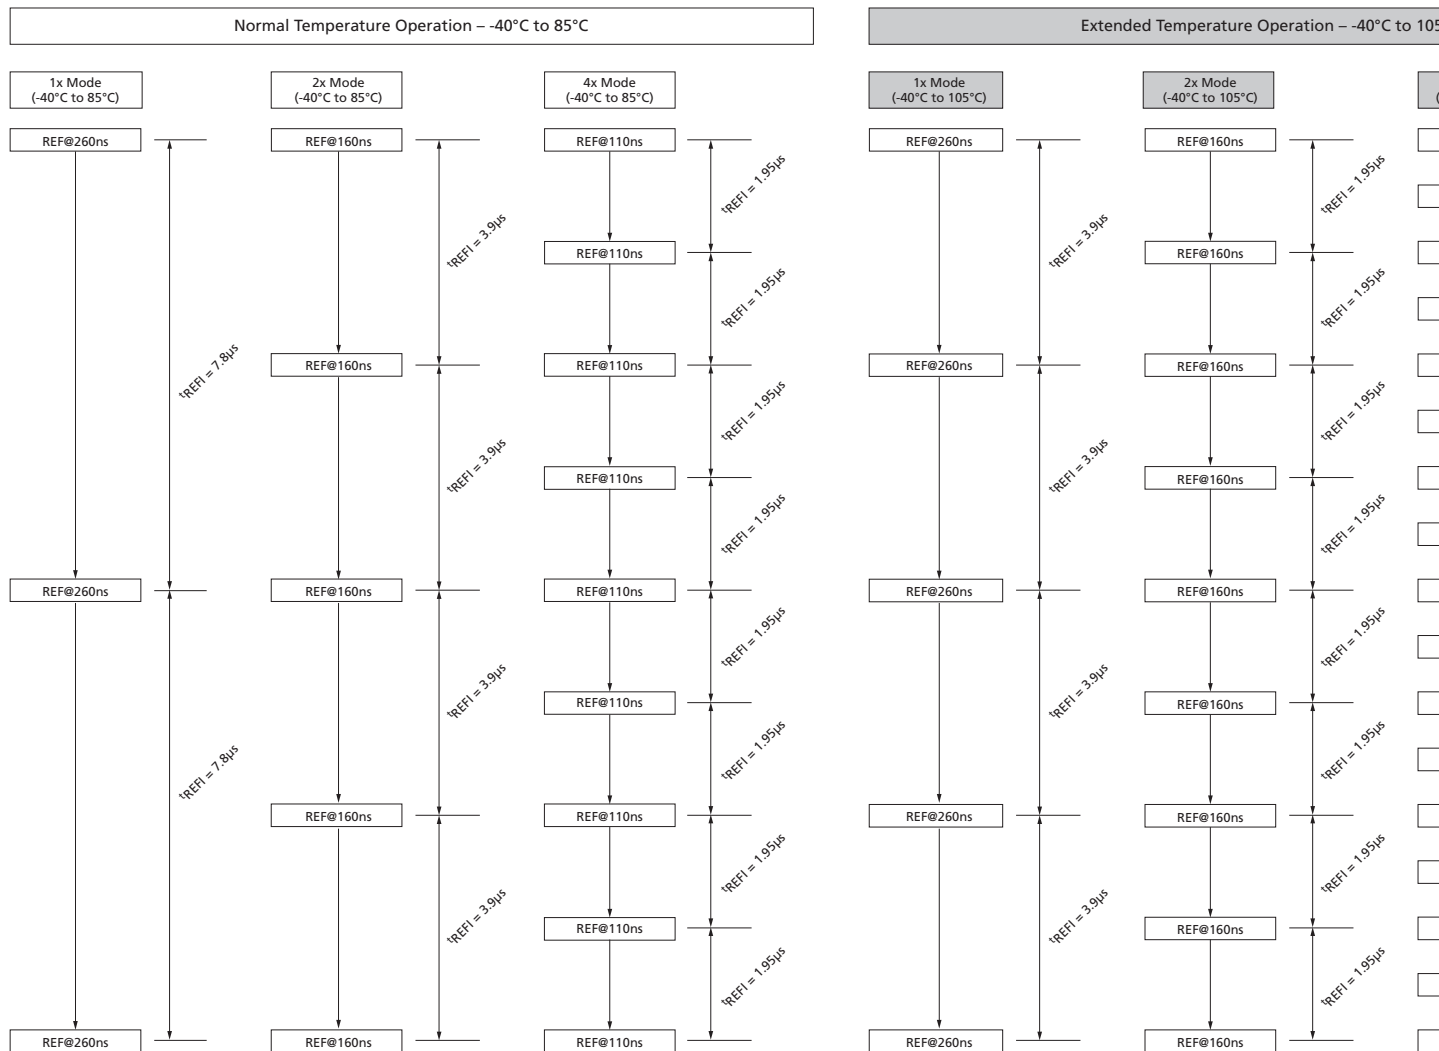 Normal Temperature Operation – -40°C to 85°C
Extended Temperature Operation – -40°C to 105
1x Mode
(-40°C to 85°C)
2x Mode
(-40°C to 85°C)
4x Mode
(-40°C to 85°C)
1x Mode
(-40°C to 105°C)
2x Mode
(-40°C to 105°C)
(
REF@260ns
tREFI = 7.8µs
REF@260ns
tREFI = 7.8µs
REF@260ns
REF@160ns
tREFI = 3.9µs
REF@160ns
tREFI = 3.9µs
REF@160ns
tREFI = 3.9µs
REF@160ns
tREFI = 3.9µs
REF@160ns
REF@110ns
tREFI = 1.95µs
REF@110ns
tREFI = 1.95µs
REF@110ns
tREFI = 1.95µs
REF@110ns
tREFI = 1.95µs
REF@110ns
tREFI = 1.95µs
REF@110ns
tREFI = 1.95µs
REF@110ns
tREFI = 1.95µs
REF@110ns
tREFI = 1.95µs
REF@110ns
REF@260ns
tREFI = 3.9µs
REF@260ns
tREFI = 3.9µs
REF@260ns
tREFI = 3.9µs
REF@260ns
tREFI = 3.9µs
REF@260ns
REF@160ns
tREFI = 1.95µs
REF@160ns
tREFI = 1.95µs
REF@160ns
tREFI = 1.95µs
REF@160ns
tREFI = 1.95µs
REF@160ns
tREFI = 1.95µs
REF@160ns
tREFI = 1.95µs
REF@160ns
tREFI = 1.95µs
REF@160ns
tREFI = 1.95µs
REF@160ns